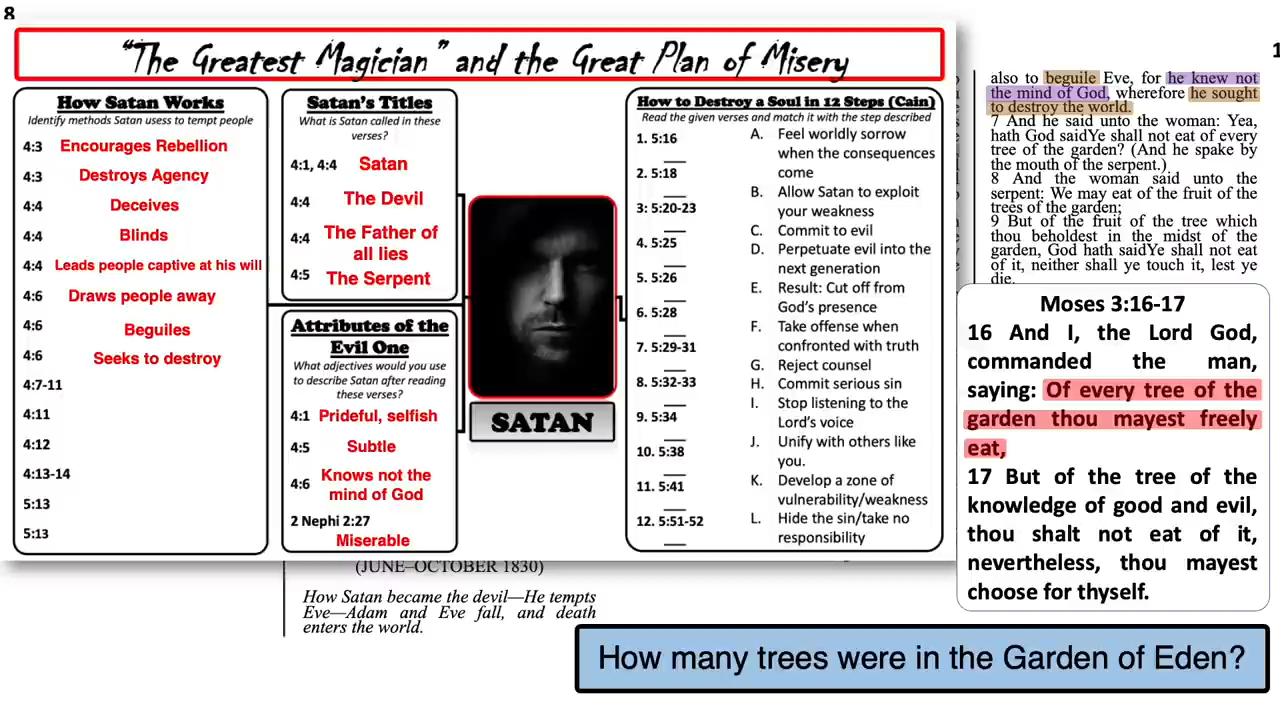 8
"The Greatest Magician" and the Great Plan of Misery
How Satan Works
Identify methods Satan usess to tempt people
4:3 Encourages Rebellion
4:3 Destroys Agency
4:4 Deceives
4:4 Blinds
4:4 Leads people captive at his will
4:6 Draws people away
4:6 Beguiles
4:6 Seeks to destroy
4:7-11
4:11
4:12
4:13-14
5:13
5:13
Satan's Titles
What is Satan called in these
verses?
4:1, 4:4 Satan
4:4 The Devil
4:4 The Father of
all lies
4:5 The Serpent
Attributes of the
Evil One
What adjectives would you use
to describe Satan after reading
these verses?
4:1 Prideful, selfish
4:5 Subtle
4:6 Knows not the
mind of God
2 Nephi 2:27
Miserable
SATAN
How to Destroy a Soul in 12 Steps (Cain)
Read the given verses and match it with the step described
1. 5:16
2. 5:18
3: 5:20-23
4. 5:25
5. 5:26
6. 5:28
7. 5:29-31
8. 5:32-33
9. 5:34
10. 5:38
11. 5:41
12. 5:51-52
A. Feel worldly sorrow
when the consequences
come
B. Allow Satan to exploit
your weakness
C. Commit to evil
D. Perpetuate evil into the
next generation
E. Result: Cut off from
God's presence
F. Take offense when
confronted with truth
G. Reject counsel
H. Commit serious sin
I. Stop listening to the
Lord's voice
J. Unify with others like
you.
K. Develop a zone of
vulnerability/weakness
L. Hide the sin/take no
responsibility
(JUNE–OCTOBER 1830)
How Satan became the devil—He tempts
Eve—Adam and Eve fall, and death
enters the world.
1
also to beguile Eve, for he knew not
the mind of God, wherefore he sought
to destroy the world.
7 And he said unto the woman: Yea,
hath God saidYe shall not eat of every
tree of the garden? (And he spake by
the mouth of the serpent.)
8 And the woman said unto the
serpent: We may eat of the fruit of the
trees of the garden;
9 But of the fruit of the tree which
thou beholdest in the midst of the
garden, God hath saidYe shall not eat
of it, neither shall ye touch it, lest ye
die.
Moses 3:16-17
16 And I, the Lord God,
commanded the man,
saying: Of every tree of the
garden thou mayest freely
eat,
17 But of the tree of the
knowledge of good and evil,
thou shalt not eat of it,
nevertheless, thou mayest
choose for thyself.
How many trees were in the Garden of Eden?